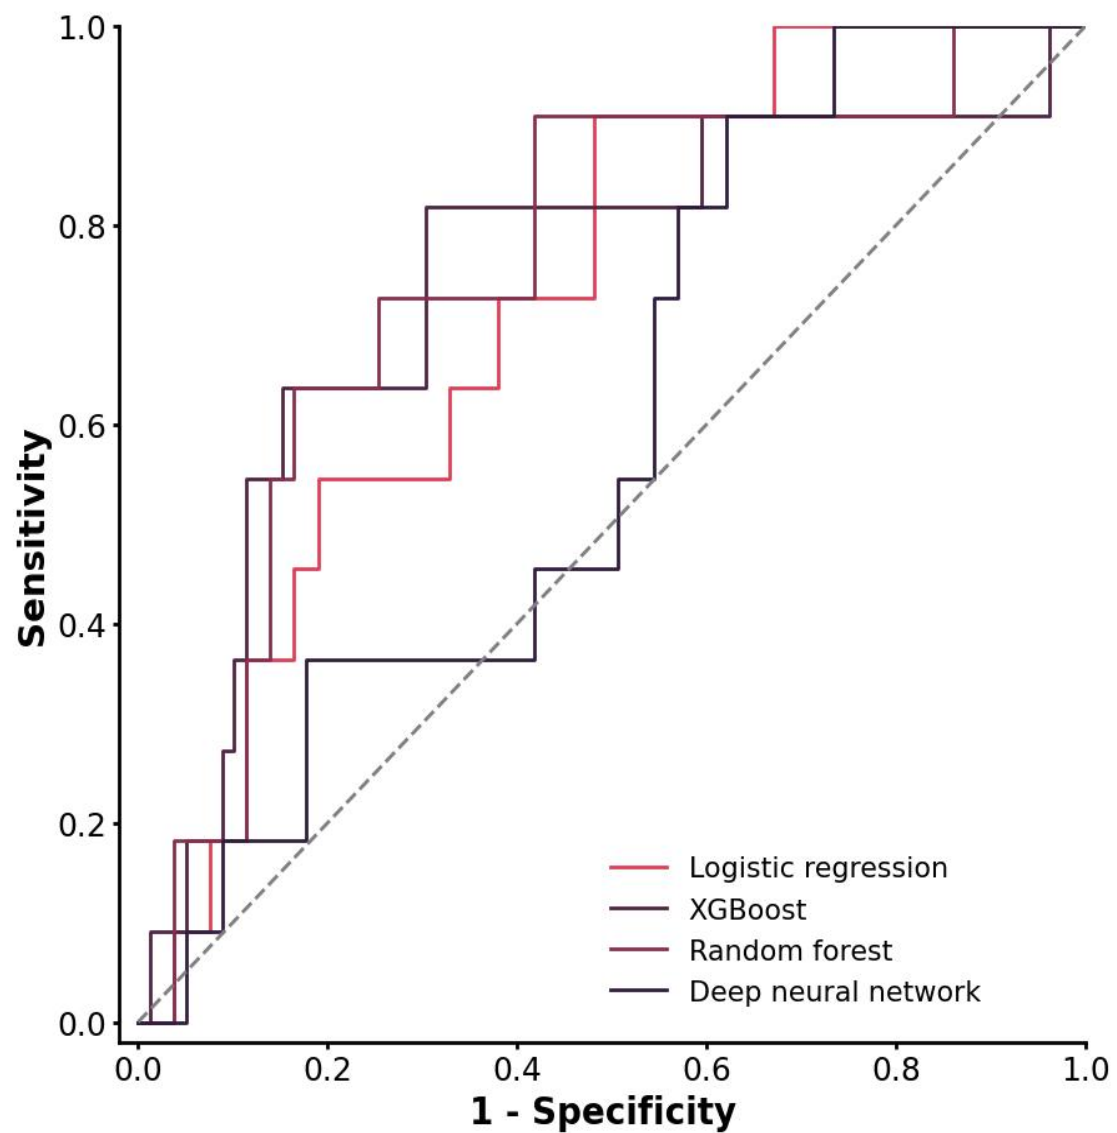 1.0
0.8
0.6
0.4
0.2
0.0
Sensitivity
Logistic regression
XGBoost
Random forest
Deep neural network
0.0 0.2 0.4 0.6 0.8 1.0
1 - Specificity